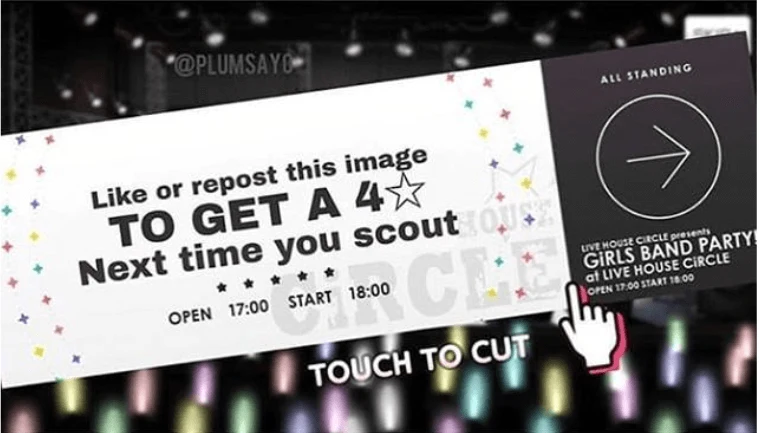 @PLUMSAYO
ALL STANDING
Like or repost this image
TO GET A 4☆
Next time you scout
★ ★ ★ ★ ★
OPEN 17:00 START 18:00
HOUSE
CiRCLE
LIVE HOUSE CiRCLE presents
GiRLS BAND PARTY!
at LIVE HOUSE CiRCLE
OPEN 17:00 START 18:00
TOUCH TO CUT